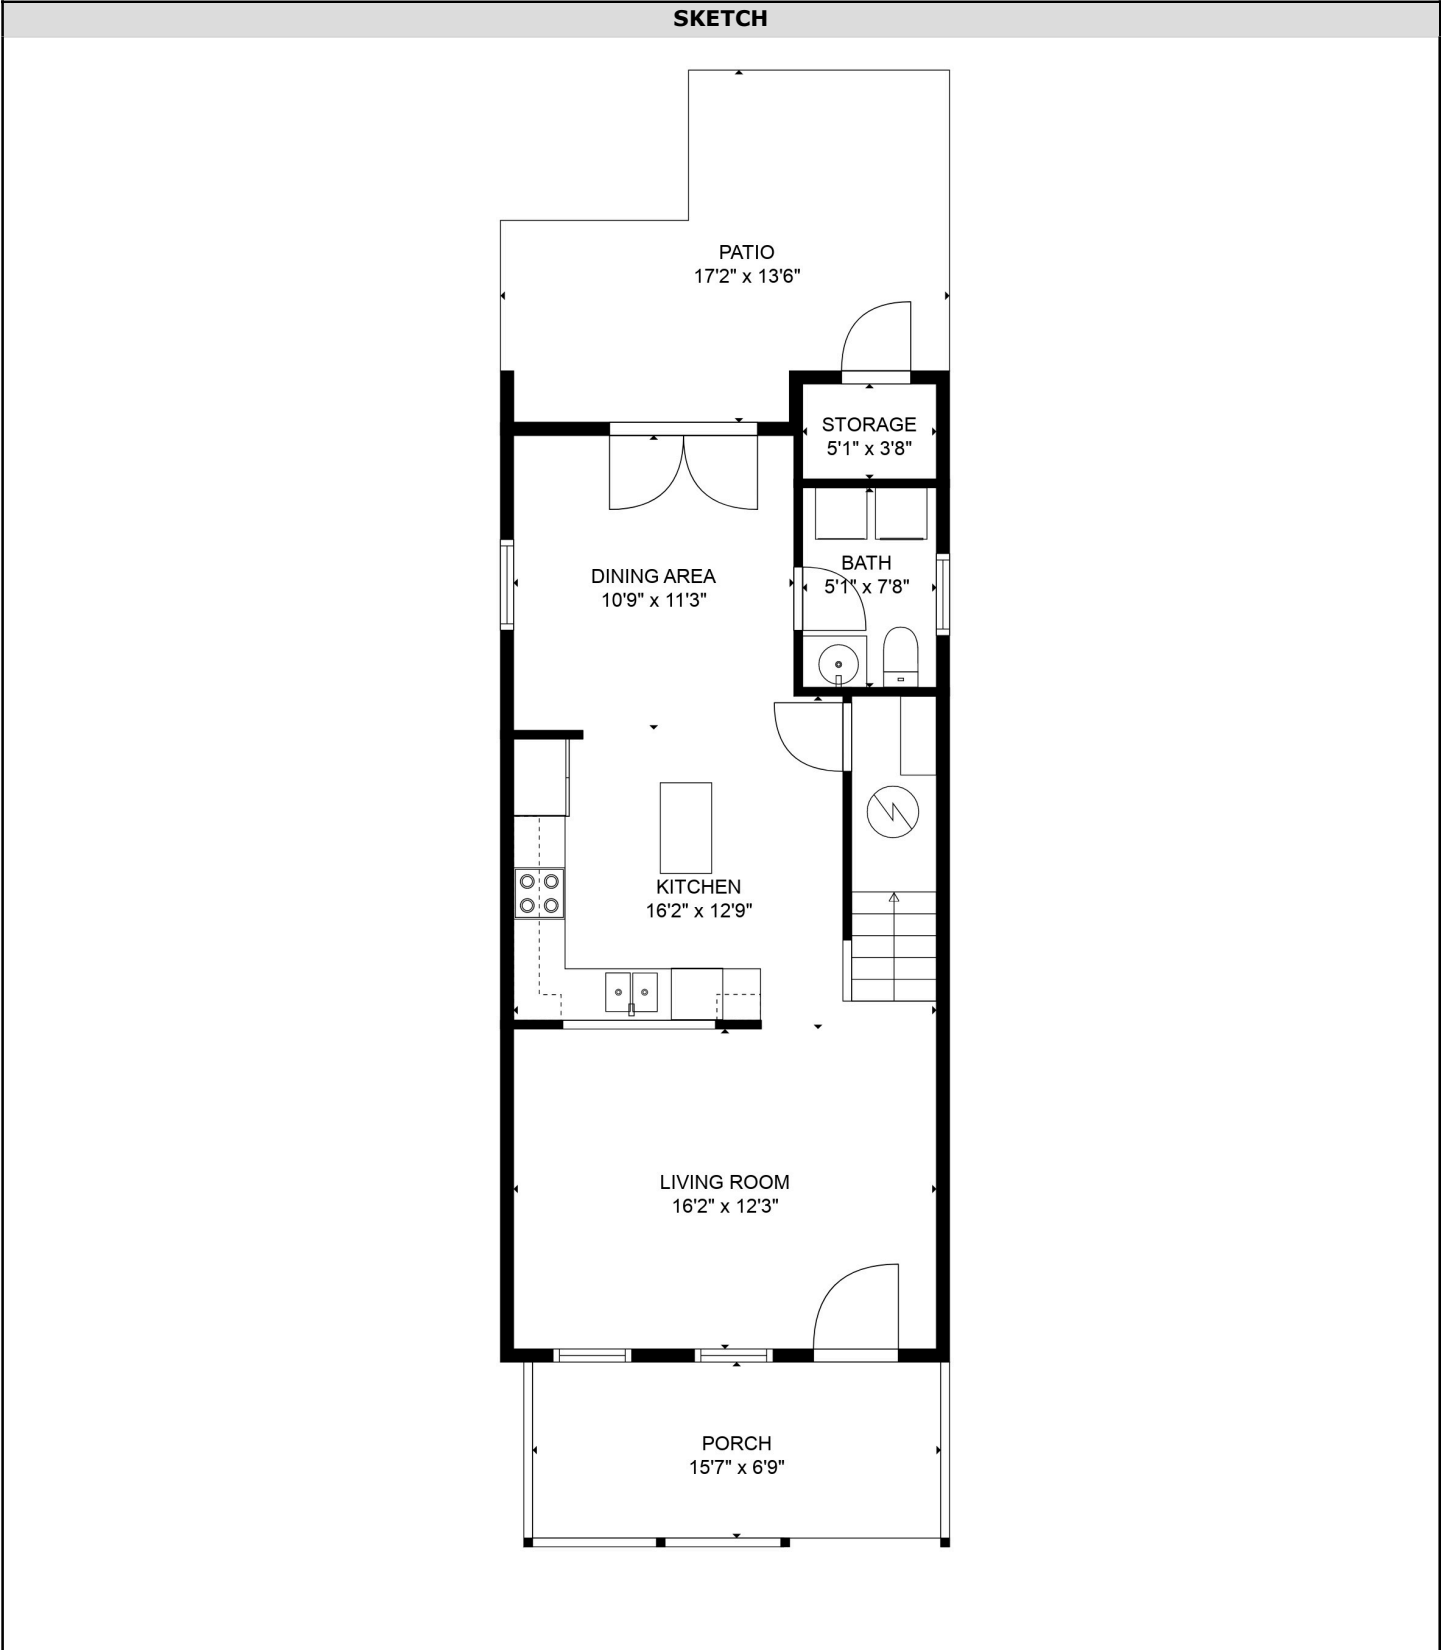 SKETCH
PATIO
17'2" x 13'6"
STORAGE
5'1" x 3'8"
BATH
5'1" x 7'8"
DINING AREA
10'9" x 11'3"
KITCHEN
16'2" x 12'9"
LIVING ROOM
16'2" x 12'3"
PORCH
15'7" x 6'9"